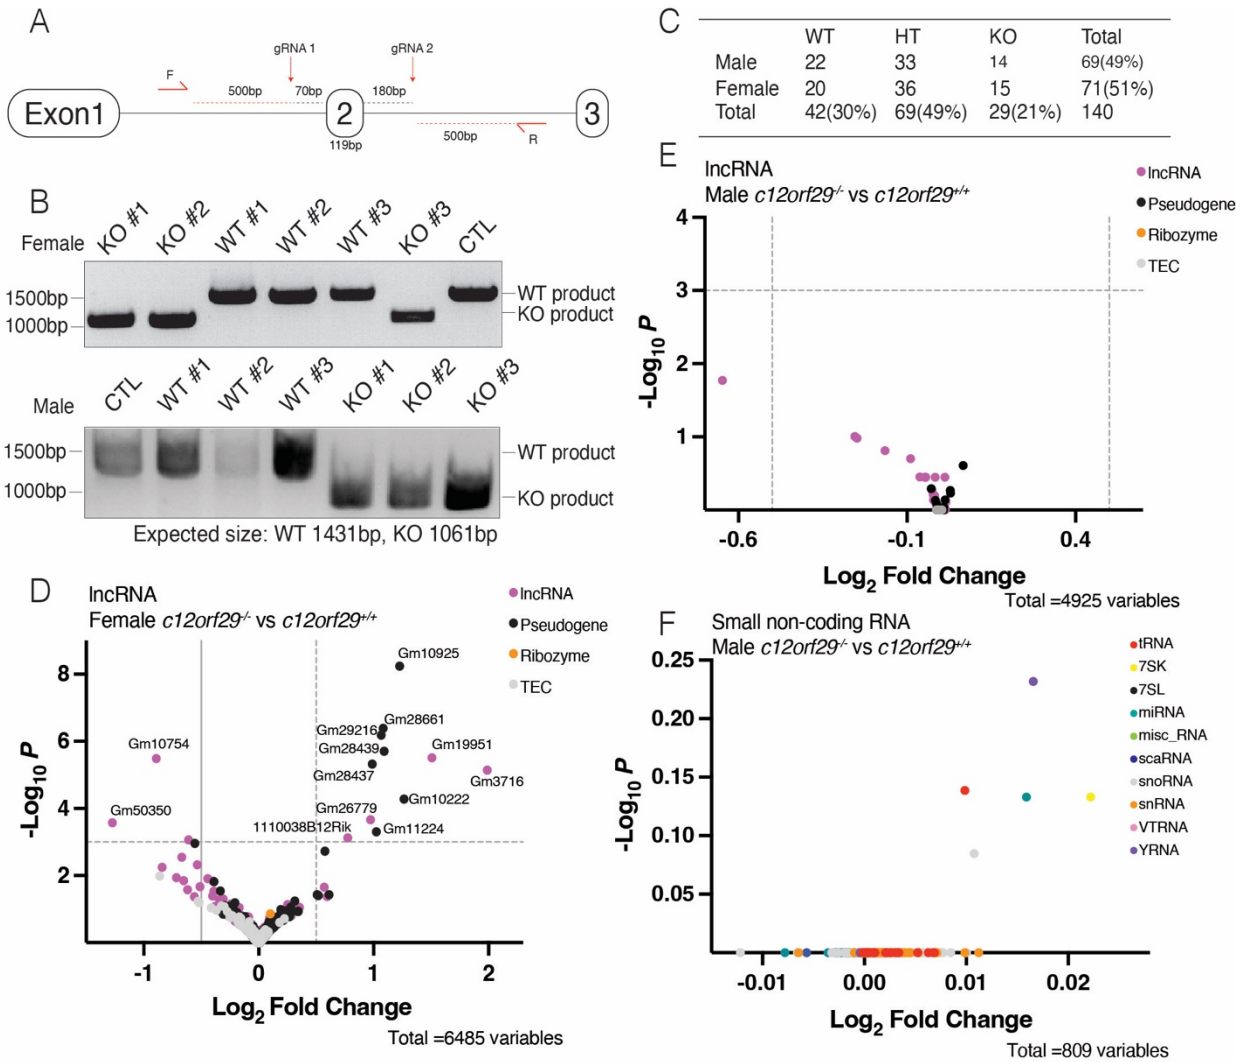 A
gRNA 1
gRNA 2
F
500bp
70bp
180bp
Exon1
2
3
119bp
500bp
R
B
Female
KO #1
KO #2
WT #1
WT #2
WT #3
KO #3
CTL
1500bp
1000bp
WT product
KO product
Male
CTL
WT #1
WT #2
WT #3
KO #1
KO #2
KO #3
1500bp
1000bp
WT product
KO product
Expected size: WT 1431bp, KO 1061bp
C
WT HT KO Total
Male 22 33 14 69(49%)
Female 20 36 15 71(51%)
Total 42(30%) 69(49%) 29(21%) 140
D
lncRNA
Female c12orf29-/- vs c12orf29+/+
lncRNA
Pseudogene
Ribozyme
TEC
8
6
4
2
-Log10 P
Gm10925
Gm28661
Gm29216
Gm28439
Gm28437
Gm19951
Gm3716
Gm10222
Gm26779
Gm11224
1110038B12Rik
Gm10754
Gm50350
-1 0 1 2
Log2 Fold Change
Total =6485 variables
E
lncRNA
Male c12orf29-/- vs c12orf29+/+
lncRNA
Pseudogene
Ribozyme
TEC
4
3
2
1
-Log10 P
-0.6 -0.1 0.4
Log2 Fold Change
Total =4925 variables
F
Small non-coding RNA
Male c12orf29-/- vs c12orf29+/+
tRNA
7SK
7SL
miRNA
misc_RNA
scaRNA
snoRNA
snRNA
VTRNA
YRNA
0.25
0.20
0.15
0.10
0.05
-Log10 P
-0.01 0.00 0.01 0.02
Log2 Fold Change
Total =809 variables